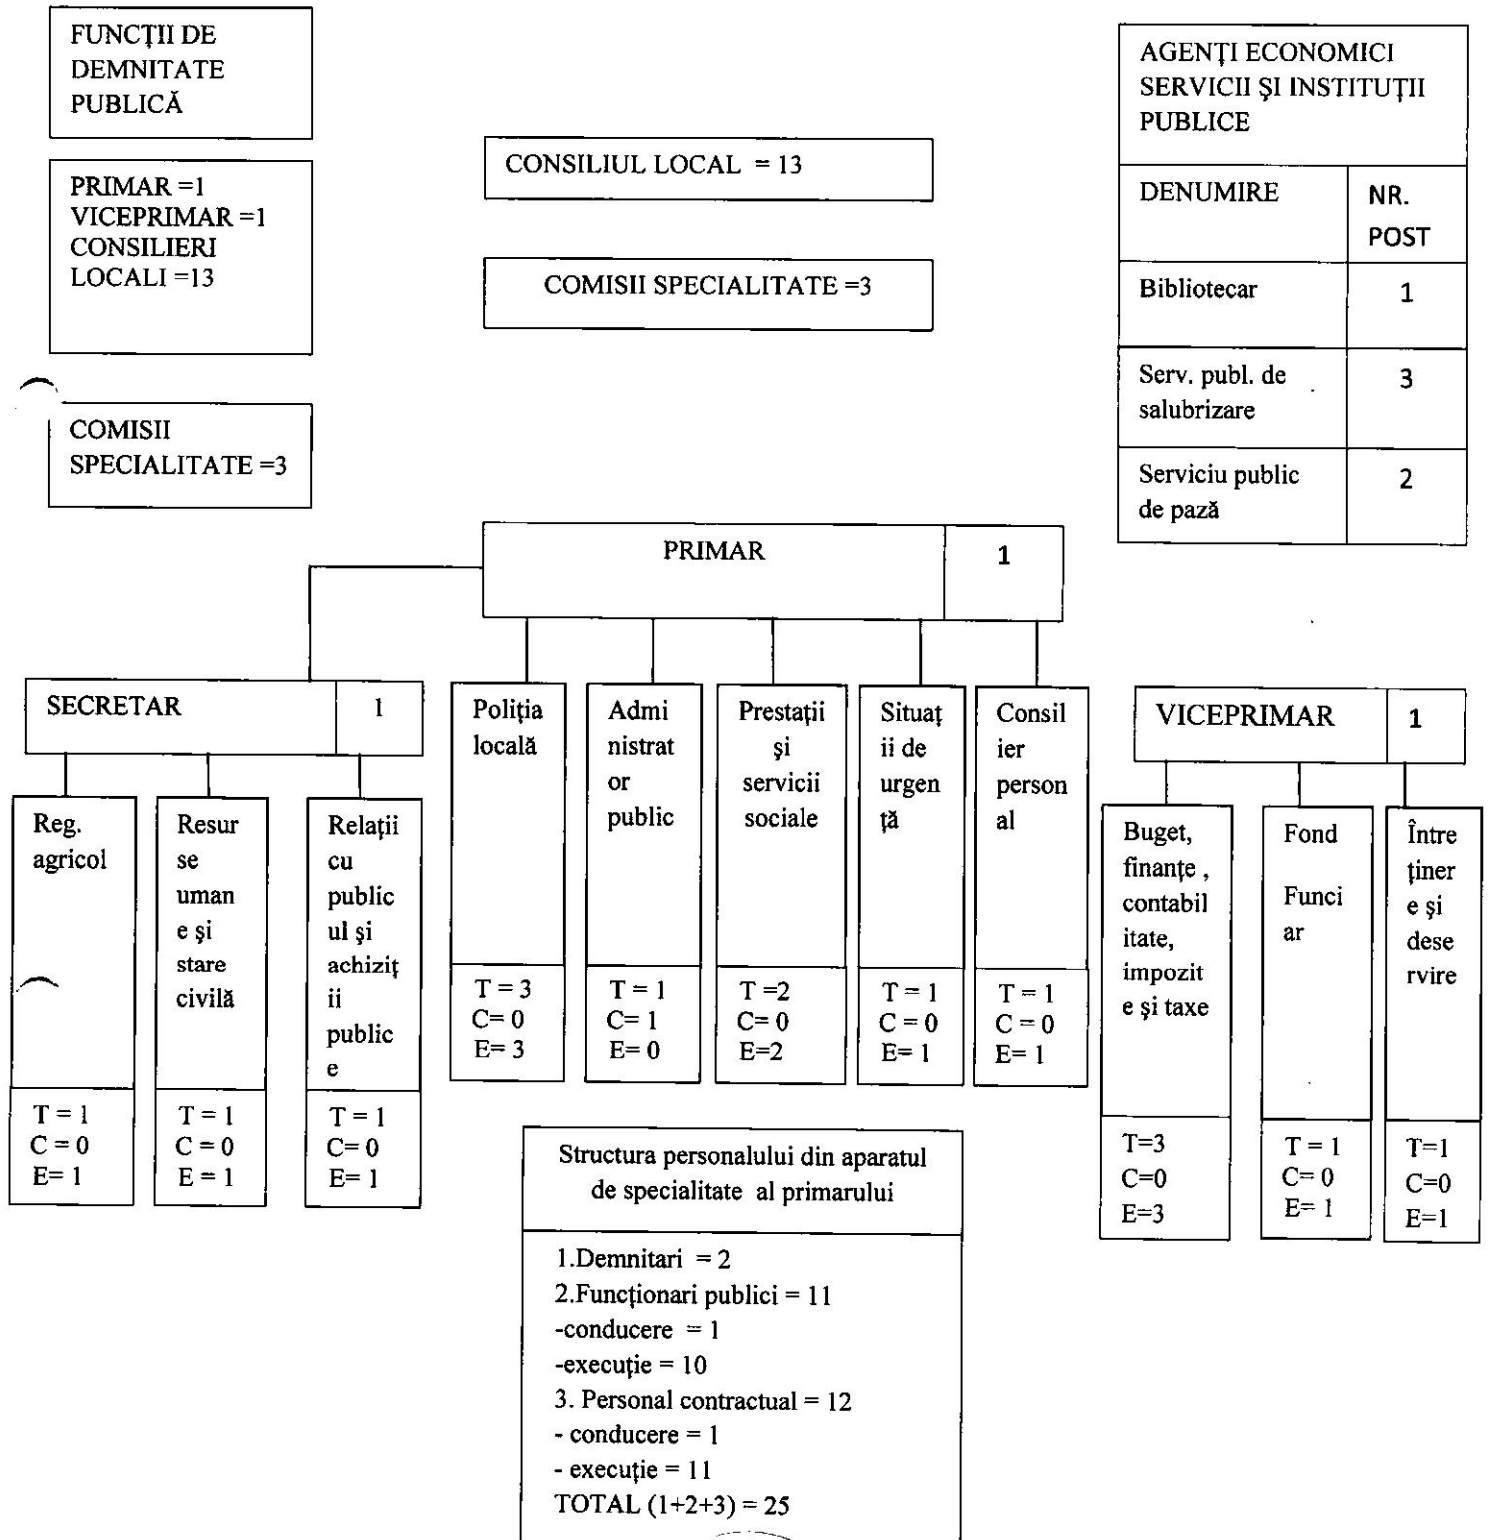 FUNCŢII DE
DEMNITATE
PUBLICĂ
PRIMAR =1
VICEPRIMAR =1
CONSILIERI
LOCALI =13
COMISII
SPECIALITATE =3
CONSILIUL LOCAL = 13
COMISII SPECIALITATE =3
AGENŢI ECONOMICI
SERVICII ŞI INSTITUŢII
PUBLICE
DENUMIRE
NR.
POST
Bibliotecar
1
Serv. publ. de
salubrizare
3
Serviciu public
de pază
2
PRIMAR
1
SECRETAR
1
Reg.
agricol
T = 1
C = 0
E= 1
Resur
se
uman
e şi
stare
civilă
T = 1
C = 0
E = 1
Relaţii
cu
public
ul şi
achiziţ
ii
public
e
T = 1
C= 0
E= 1
Poliţia
locală
T = 3
C= 0
E= 3
Admi
nistrat
or
public
T = 1
C= 1
E= 0
Prestaţii
şi
servicii
sociale
T =2
C= 0
E=2
Situaţ
ii de
urgen
ţă
T = 1
C = 0
E= 1
Consil
ier
person
al
T = 1
C = 0
E= 1
VICEPRIMAR
1
Buget,
finanţe ,
contabil
itate,
impozit
e şi taxe
T=3
C=0
E=3
Fond
Funci
ar
T = 1
C= 0
E= 1
Între
ţiner
e şi
dese
rvire
T=1
C=0
E=1
Structura personalului din aparatul
de specialitate al primarului
1.Demnitari = 2
2.Funcţionari publici = 11
-conducere = 1
-execuţie = 10
3. Personal contractual = 12
- conducere = 1
- execuţie = 11
TOTAL (1+2+3) = 25